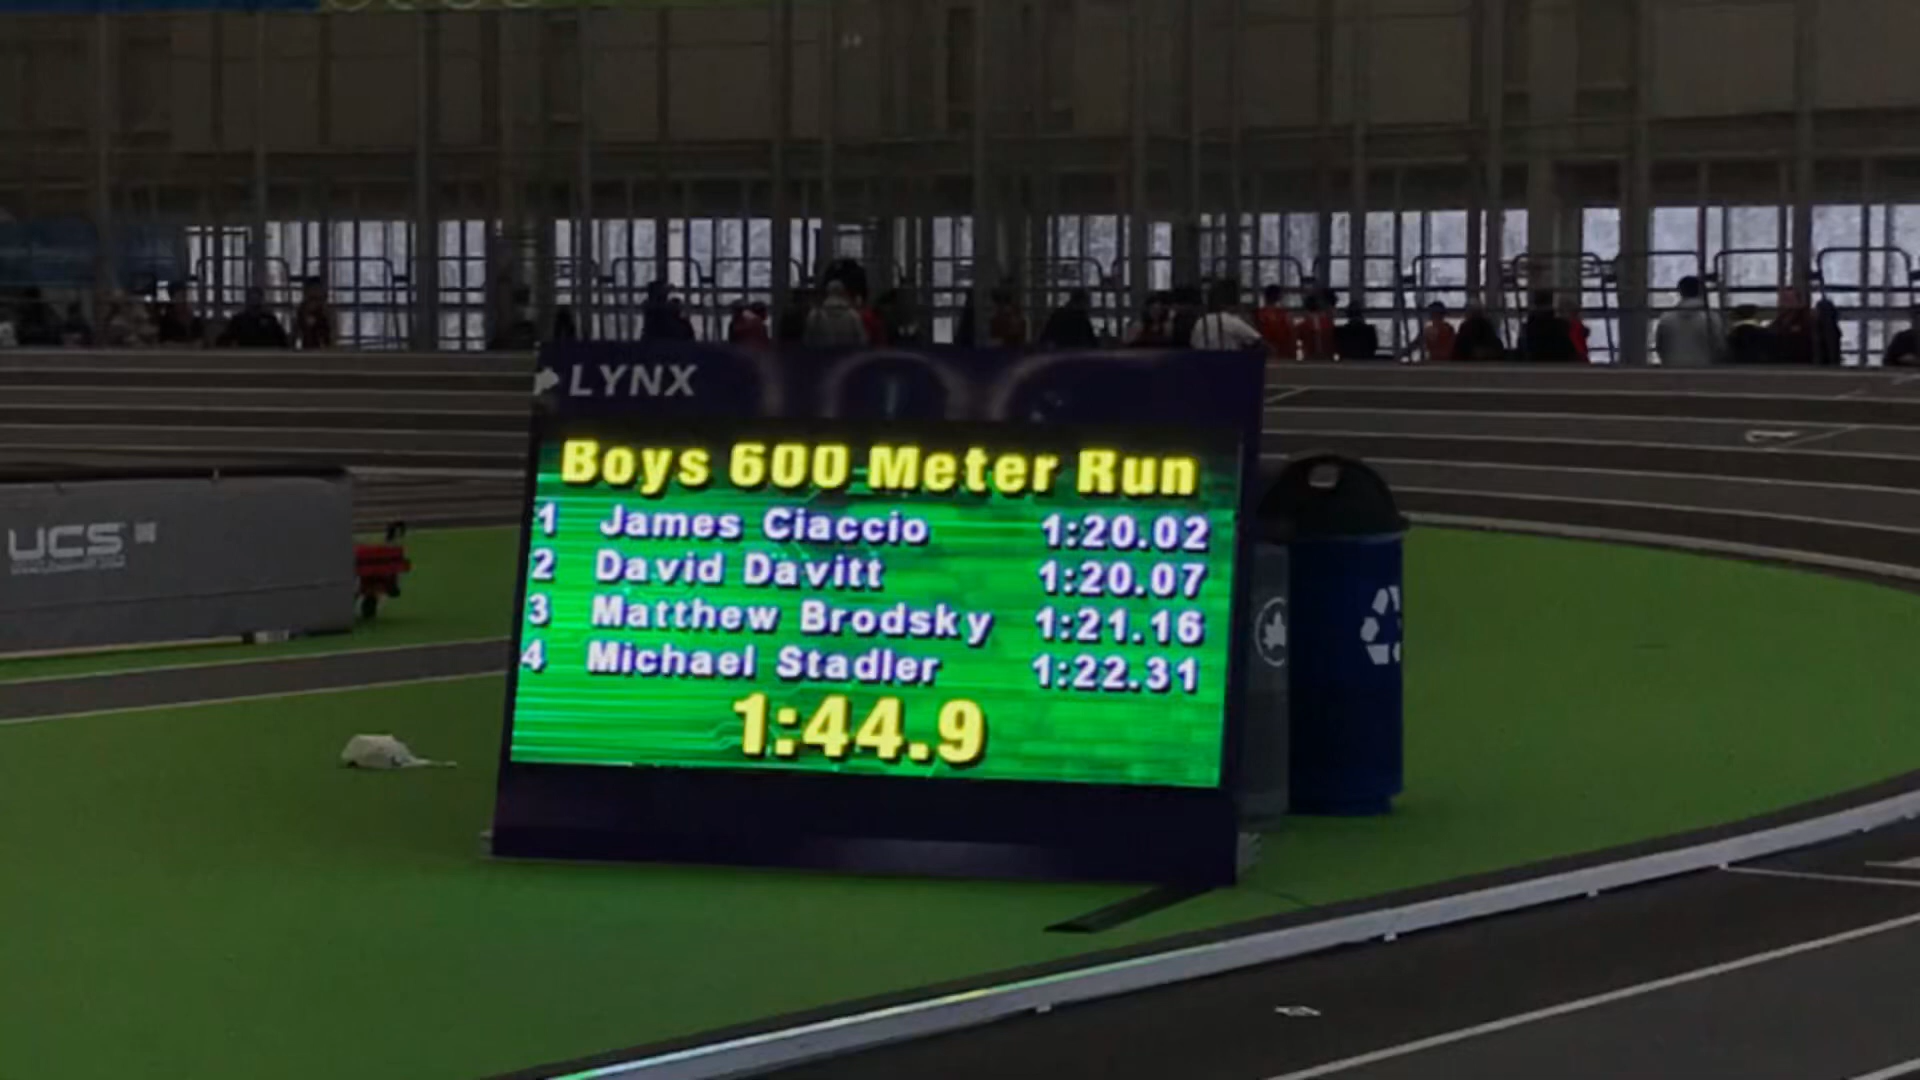 LYNX
Boys 600 Meter Run
1 James Ciaccio 1:20.02
2 David Davitt 1:20.07
3 Matthew Brodsky 1:21.16
4 Michael Stadler 1:22.31
1:44.9
UCS